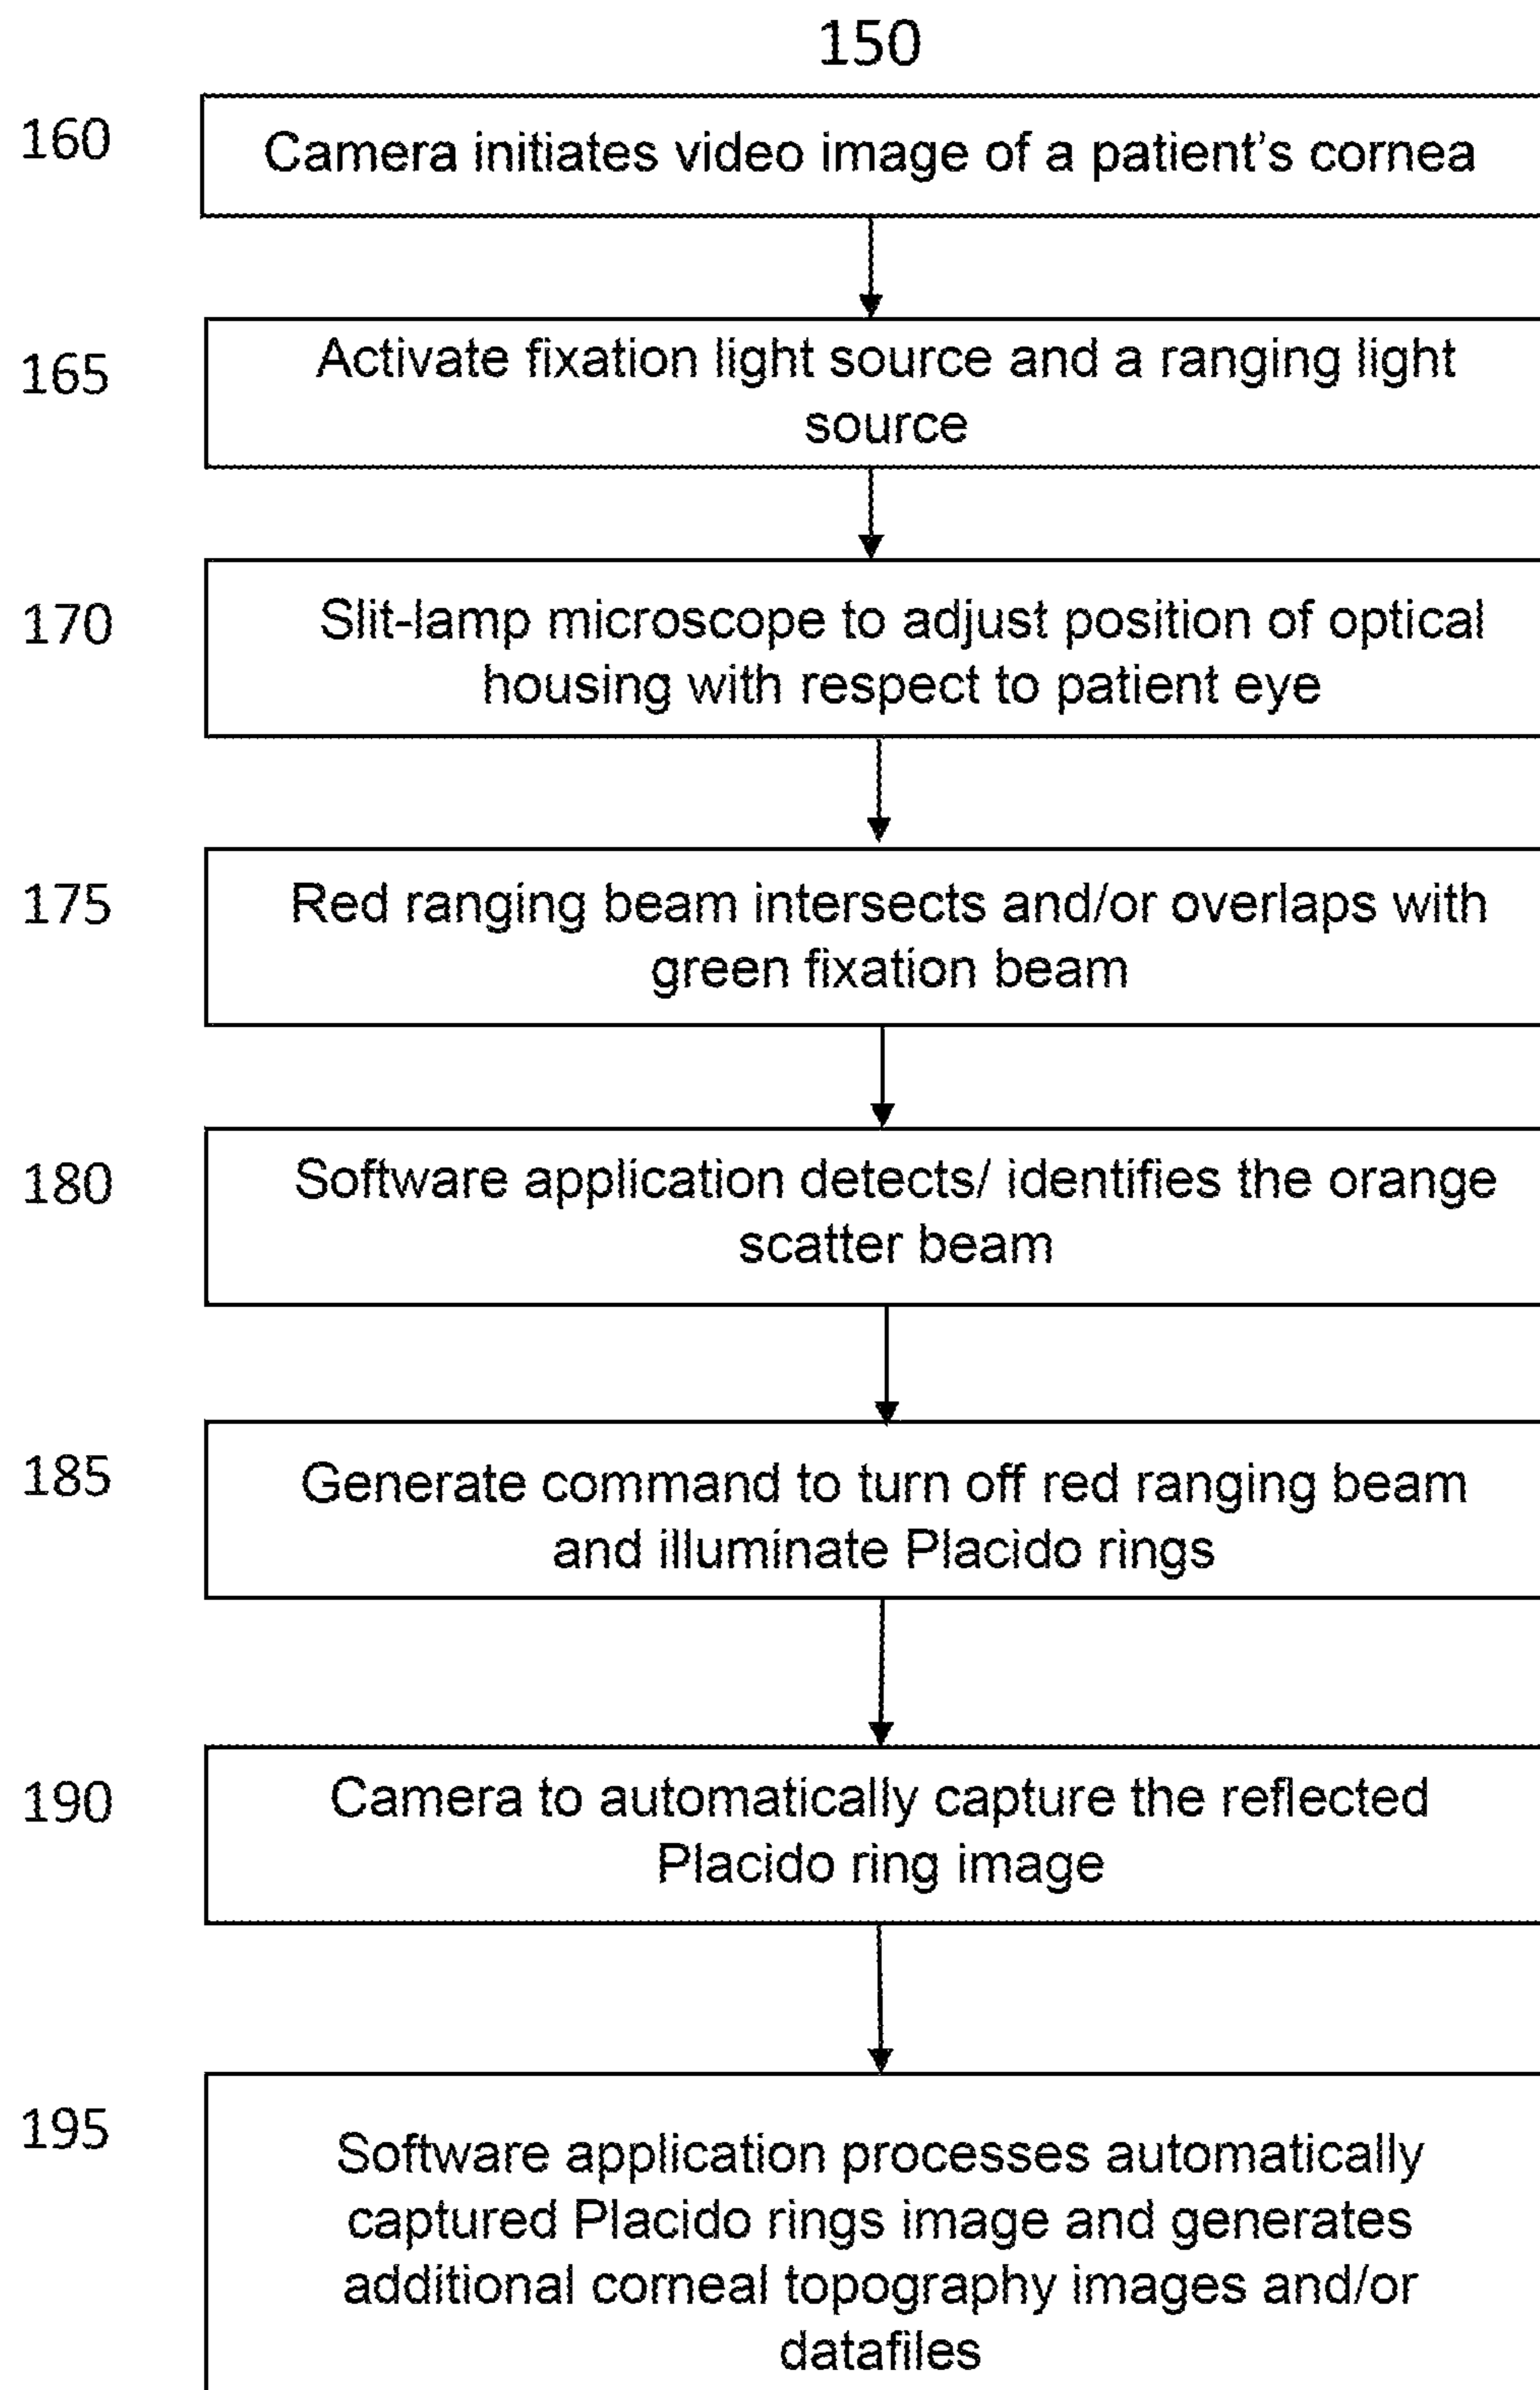 150
160
Camera initiates video image of a patient's cornea
165
Activate fixation light source and a ranging light
source
170
Slit-lamp microscope to adjust position of optical
housing with respect to patient eye
175
Red ranging beam intersects and/or overlaps with
green fixation beam
180
Software application detects/ identifies the orange
scatter beam
185
Generate command to turn off red ranging beam
and illuminate Placido rings
190
Camera to automatically capture the reflected
Placido ring image
195
Software application processes automatically
captured Placido rings image and generates
additional corneal topography images and/or
datafiles